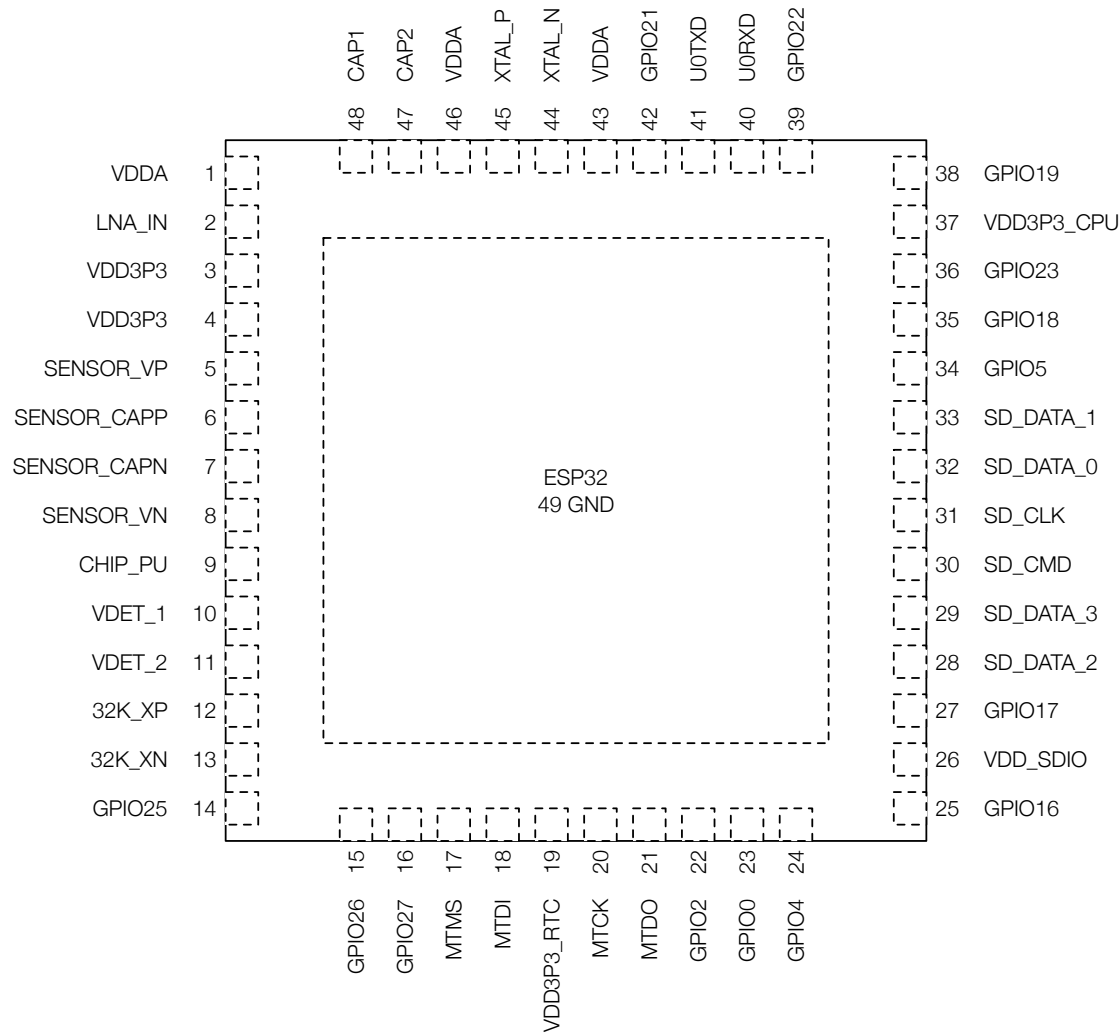 CAP1
CAP2
VDDA
XTAL_P
XTAL_N
VDDA
GPIO21
U0TXD
U0RXD
GPIO22
48
47
46
45
44
43
42
41
40
39
VDDA 1
LNA_IN 2
VDD3P3 3
VDD3P3 4
SENSOR_VP 5
SENSOR_CAPP 6
SENSOR_CAPN 7
SENSOR_VN 8
CHIP_PU 9
VDET_1 10
VDET_2 11
32K_XP 12
32K_XN 13
GPIO25 14
ESP32
49 GND
38 GPIO19
37 VDD3P3_CPU
36 GPIO23
35 GPIO18
34 GPIO5
33 SD_DATA_1
32 SD_DATA_0
31 SD_CLK
30 SD_CMD
29 SD_DATA_3
28 SD_DATA_2
27 GPIO17
26 VDD_SDIO
25 GPIO16
15
16
17
18
19
20
21
22
23
24
GPIO26
GPIO27
MTMS
MTDI
VDD3P3_RTC
MTCK
MTDO
GPIO2
GPIO0
GPIO4